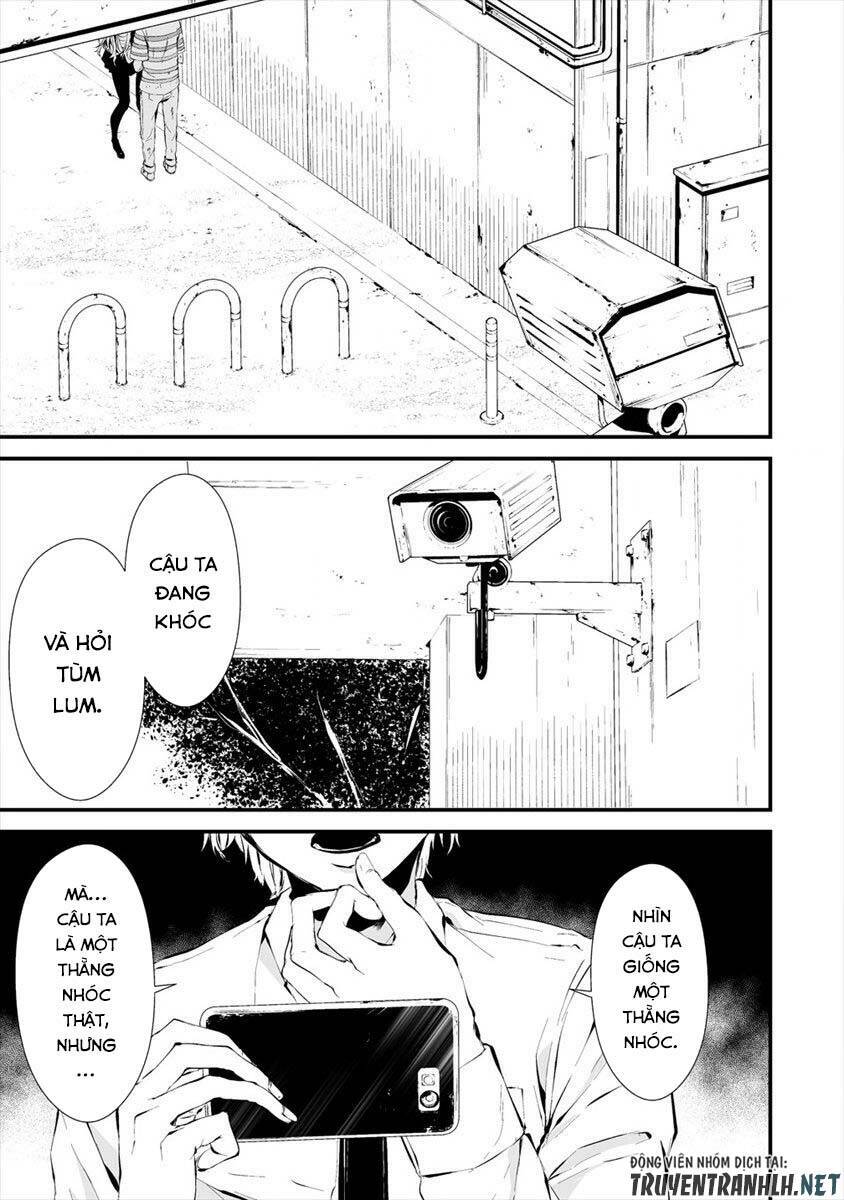 CẬU TA
ĐANG
KHÓC
VÀ HỎI
TÙM
LUM.
NHÌN
CẬU TA
GIỐNG
MỘT
THẰNG
NHÓC.
MÀ...
CẬU TA
LÀ MỘT
THẰNG
NHÓC
THẬT,
NHƯNG
...
ĐỘNG VIÊN NHÓM DỊCH TẠI:
TRUYENTRANHLH.NET